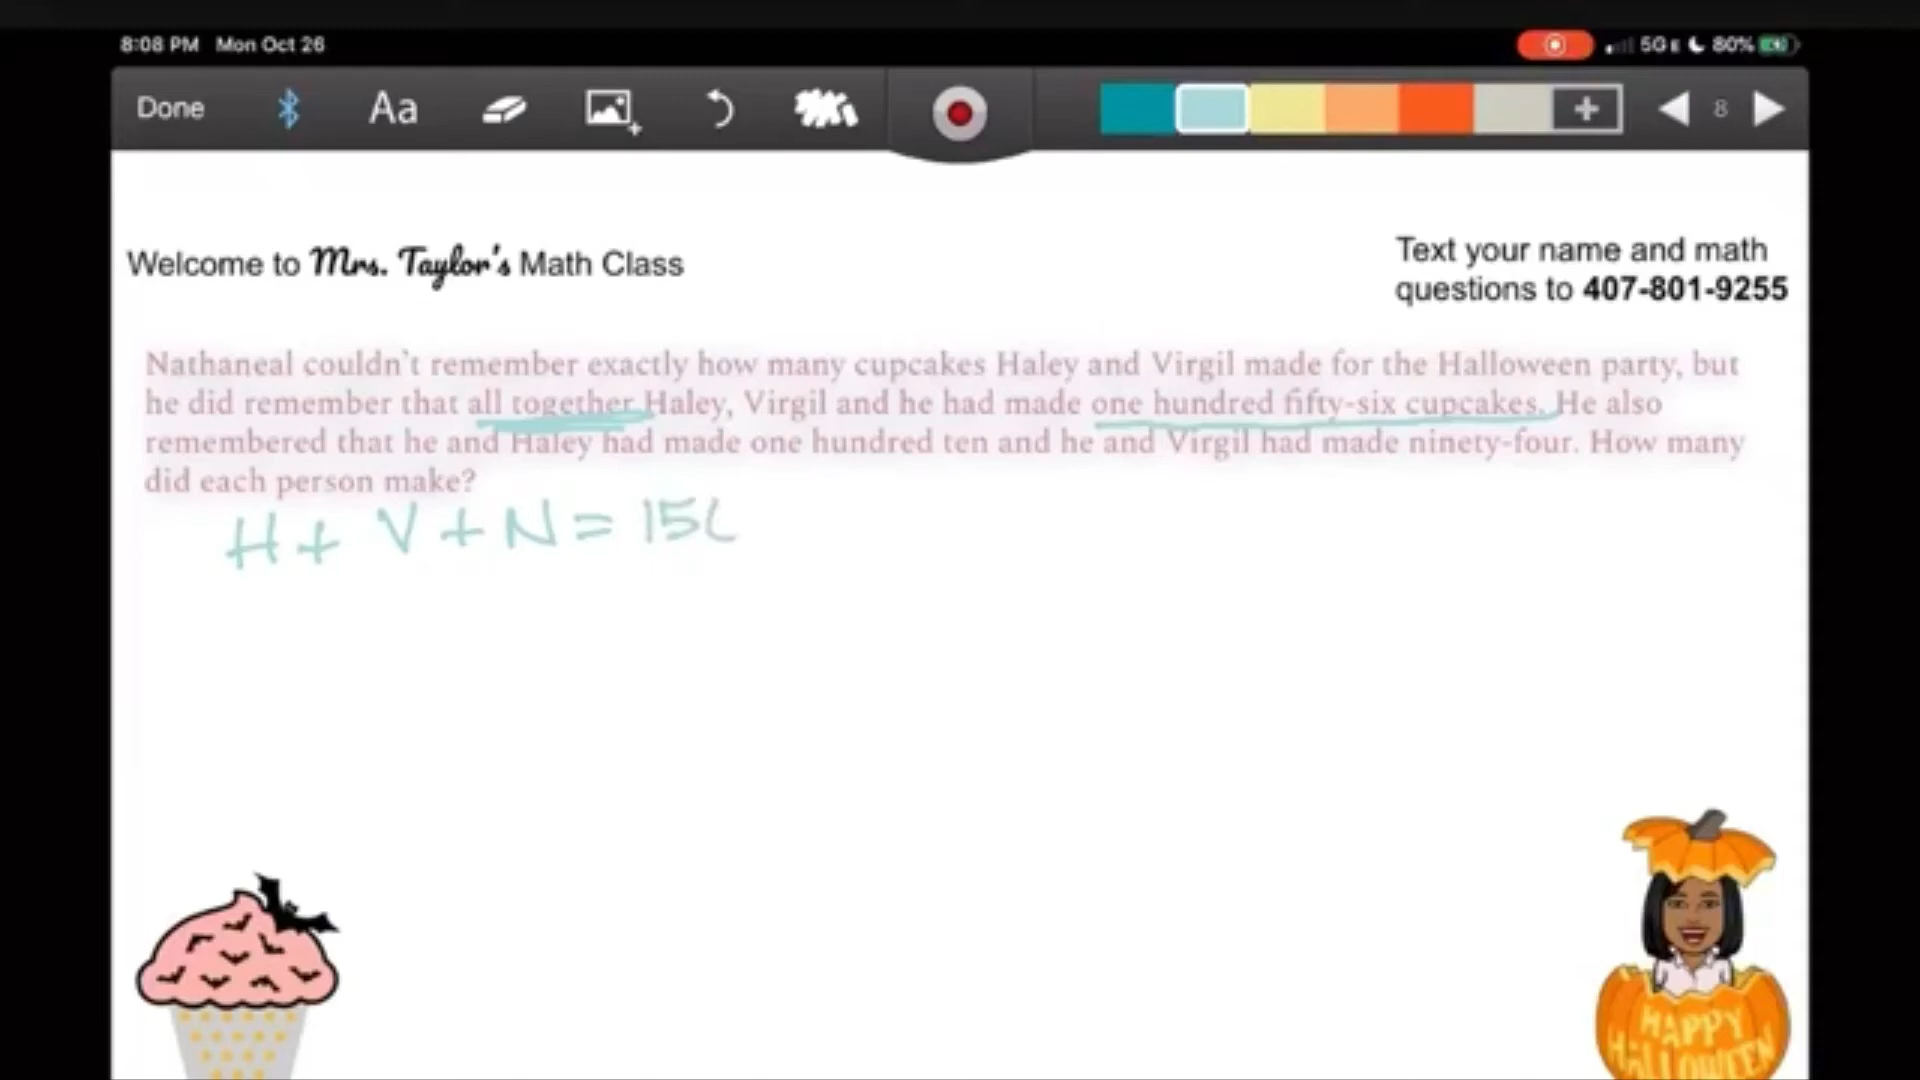 8:08 PM Mon Oct 26
5G E 80%
Done Aa 8
Welcome to Mrs. Taylor's Math Class
Text your name and math
questions to 407-801-9255
Nathaneal couldn't remember exactly how many cupcakes Haley and Virgil made for the Halloween party, but
he did remember that all together Haley, Virgil and he had made one hundred fifty-six cupcakes. He also
remembered that he and Haley had made one hundred ten and he and Virgil had made ninety-four. How many
did each person make?
H + V + N = 15(
HAPPY
HALLOWEEN